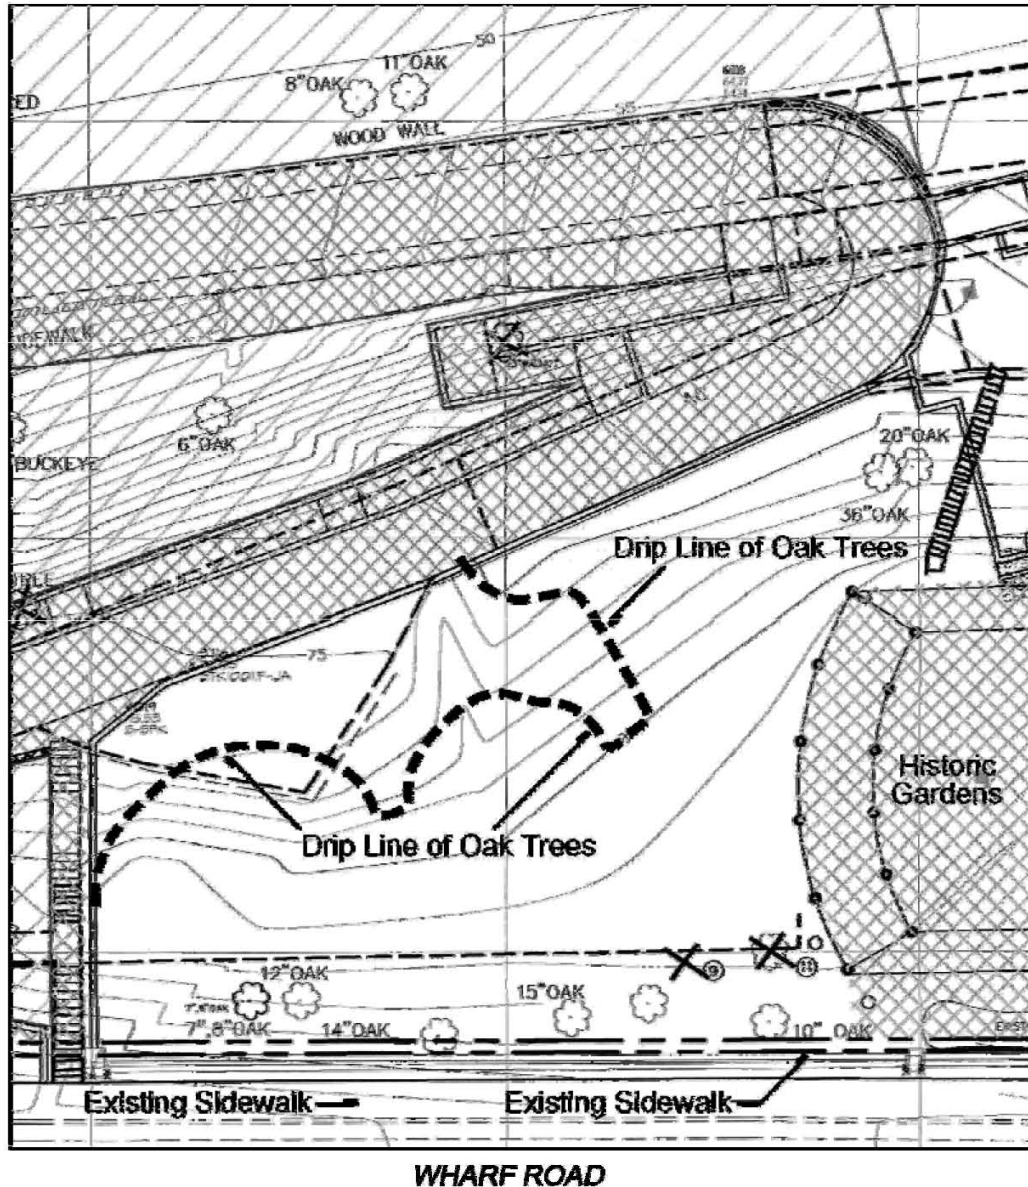 50
11"OAK
8"OAK
ED
55
WOOD WALL
6"OAK
BUCKEYE
20"OAK
36"OAK
Drip Line of Oak Trees
75
Historic
Gardens
Drip Line of Oak Trees
9
12"OAK
15"OAK
7",8"OAK
14"OAK
10" OAK
Existing Sidewalk
Existing Sidewalk
WHARF ROAD